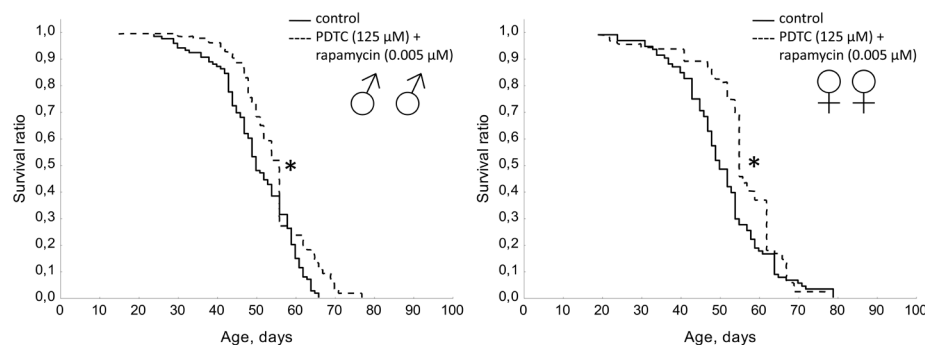 control
PDTC (125 µM) +
rapamycin (0.005 µM)
1,0
0,9
0,8
0,7
0,6
0,5
0,4
0,3
0,2
0,1
0,0
Survival ratio
*
0 10 20 30 40 50 60 70 80 90 100
Age, days
control
PDTC (125 µM) +
rapamycin (0.005 µM)
1,0
0,9
0,8
0,7
0,6
0,5
0,4
0,3
0,2
0,1
0,0
Survival ratio
*
0 10 20 30 40 50 60 70 80 90 100
Age, days